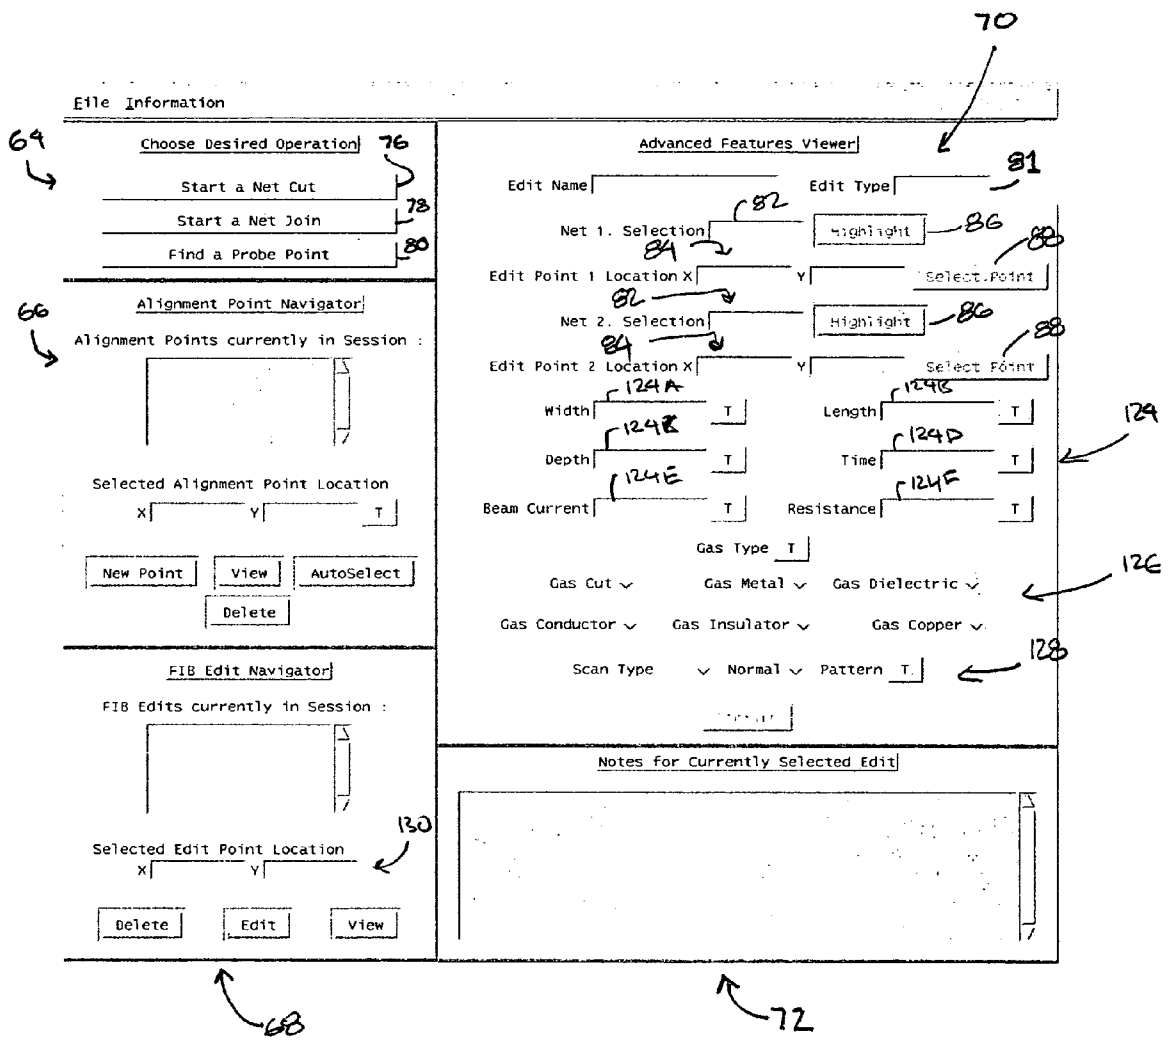 70
File Information
64
Choose Desired Operation 76
Start a Net Cut
Start a Net Join 78
Find a Probe Point 80
66
Alignment Point Navigator
Alignment Points currently in Session :
Selected Alignment Point Location
X Y T
New Point View AutoSelect
Delete
FIB Edit Navigator
FIB Edits currently in Session :
130
Selected Edit Point Location
X Y
Delete Edit View
68
Advanced Features Viewer
Edit Name Edit Type 81
82
Net 1. Selection Highlight 86
84 88
Edit Point 1 Location X Y Select Point
82
Net 2. Selection Highlight 86
84 88
Edit Point 2 Location X Y Select Point
124A 124B
Width T Length T
124 124D 124
Depth T Time T
124E 124F
Beam Current T Resistance T
Gas Type T
Gas Cut Gas Metal Gas Dielectric 126
Gas Conductor Gas Insulator Gas Copper
Scan Type Normal Pattern T 128
Notes for Currently Selected Edit
72